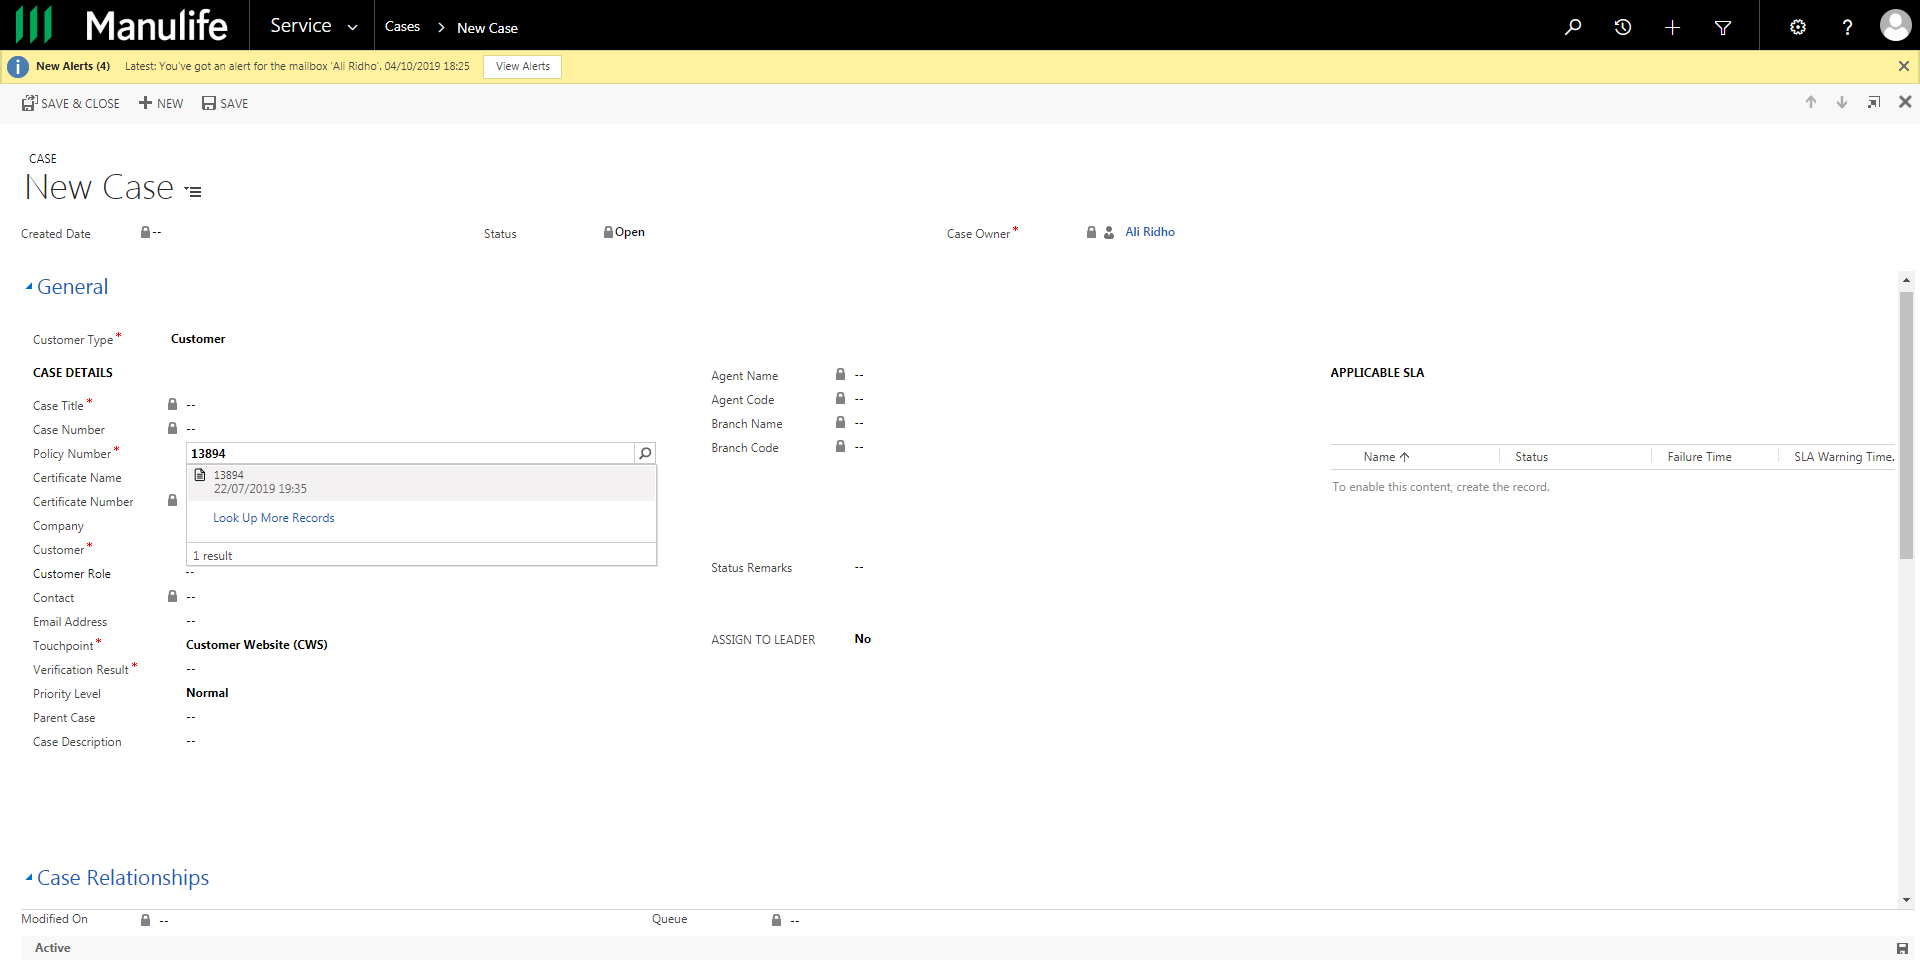 Manulife
Service
Cases > New Case
New Alerts (4) Latest: You've got an alert for the mailbox 'Ali Ridho'. 04/10/2019 18:25 View Alerts
SAVE & CLOSE NEW SAVE
CASE
New Case
Created Date --
Status Open
Case Owner* Ali Ridho
General
Customer Type* Customer
CASE DETAILS
Case Title* --
Case Number --
Policy Number* 13894
13894
22/07/2019 19:35
Look Up More Records
1 result
Certificate Name
Certificate Number
Company
Customer*
Customer Role --
Contact --
Email Address --
Touchpoint* Customer Website (CWS)
Verification Result* --
Priority Level Normal
Parent Case --
Case Description --
Agent Name --
Agent Code --
Branch Name --
Branch Code --
Status Remarks --
ASSIGN TO LEADER No
APPLICABLE SLA
Name ↑ Status Failure Time SLA Warning Time.
To enable this content, create the record.
Case Relationships
Modified On --
Queue --
Active